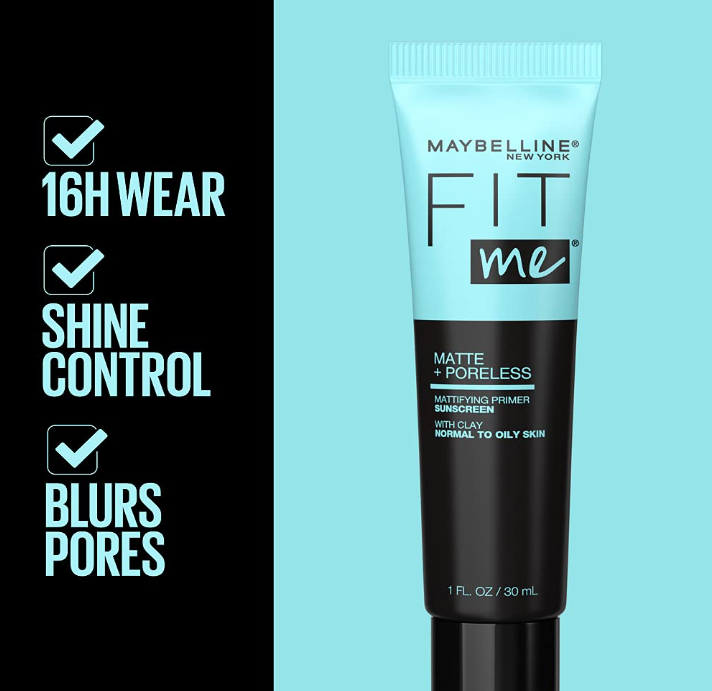 16H WEAR
SHINE
CONTROL
BLURS
PORES
MAYBELLINE®
NEW YORK
FIT
me®
MATTE
+ PORELESS
MATTIFYING PRIMER
SUNSCREEN
WITH CLAY
NORMAL TO OILY SKIN
1 FL. OZ / 30 mL